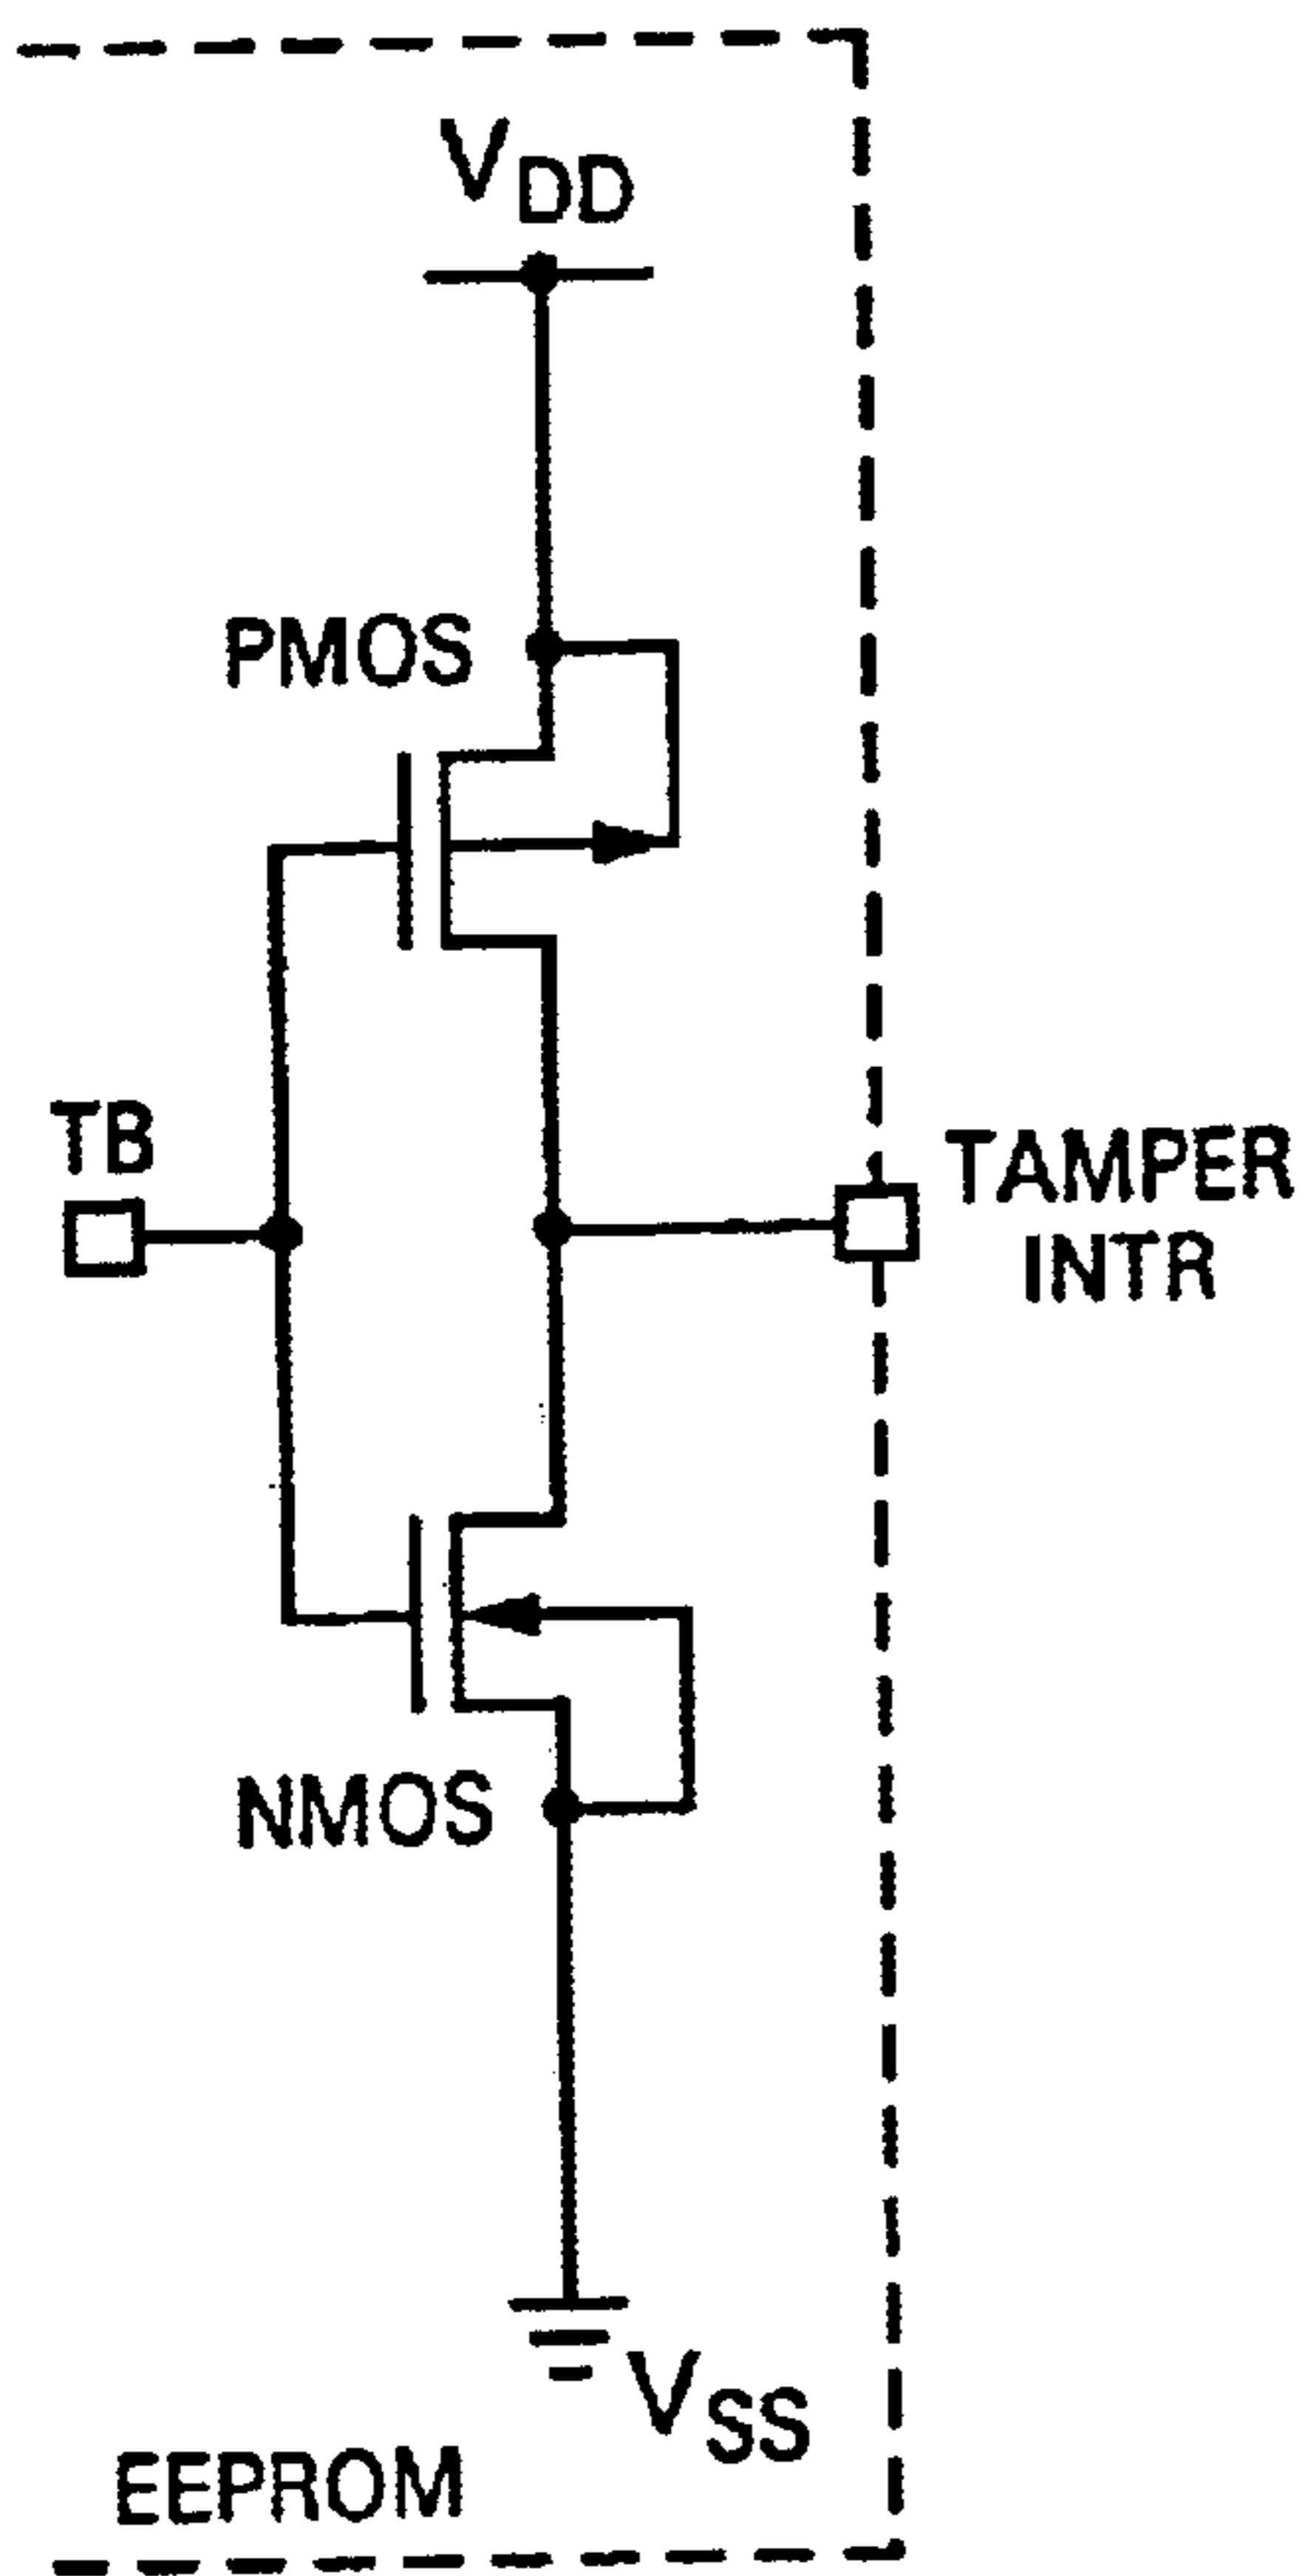 VDD
PMOS
TB
TAMPER
INTR
NMOS
VSS
EEPROM